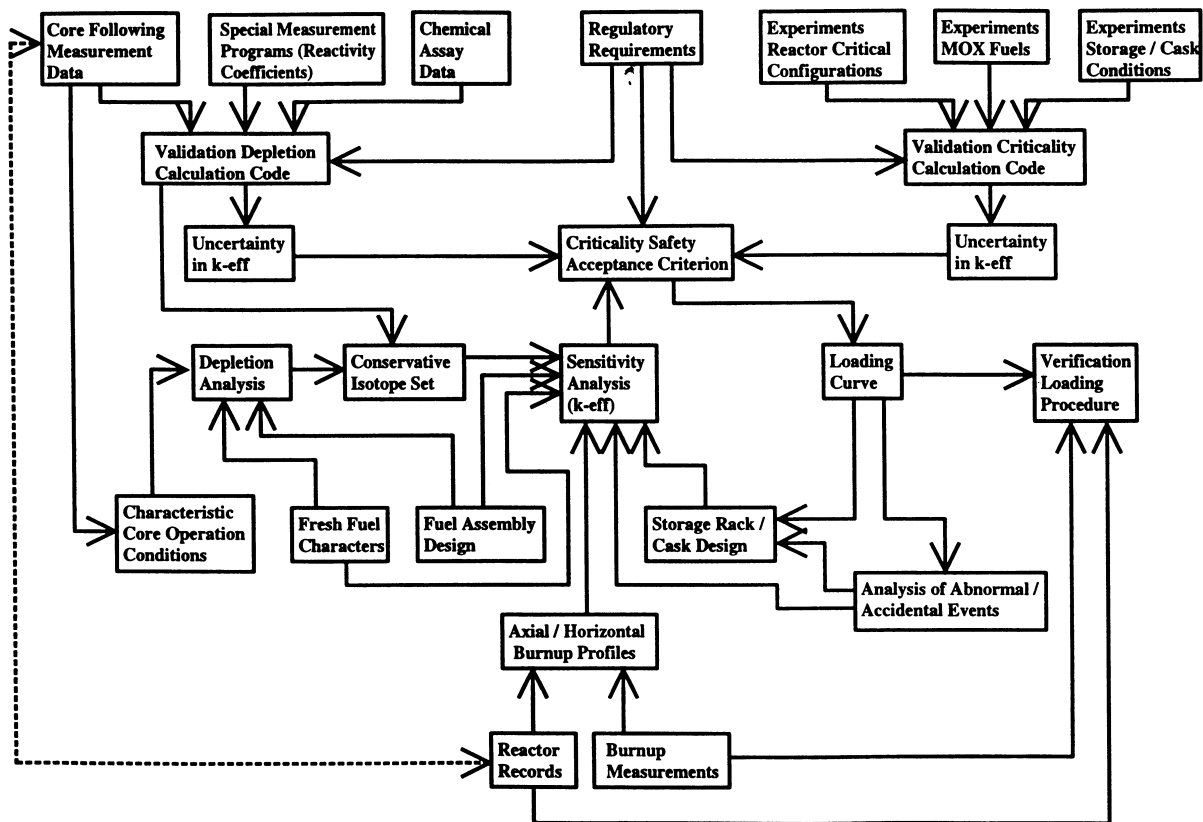 Core Following
Measurement
Data
Special Measurement
Programs (Reactivity
Coefficients)
Chemical
Assay
Data
Regulatory
Requirements
Experiments
Reactor Critical
Configurations
Experiments
MOX Fuels
Experiments
Storage / Cask
Conditions
Validation Depletion
Calculation Code
Validation Criticality
Calculation Code
Uncertainty
in k-eff
Criticality Safety
Acceptance Criterion
Uncertainty
in k-eff
Depletion
Analysis
Conservative
Isotope Set
Sensitivity
Analysis
(k-eff)
Loading
Curve
Verification
Loading
Procedure
Characteristic
Core Operation
Conditions
Fresh Fuel
Characters
Fuel Assembly
Design
Storage Rack /
Cask Design
Analysis of Abnormal /
Accidental Events
Axial / Horizontal
Burnup Profiles
Reactor
Records
Burnup
Measurements